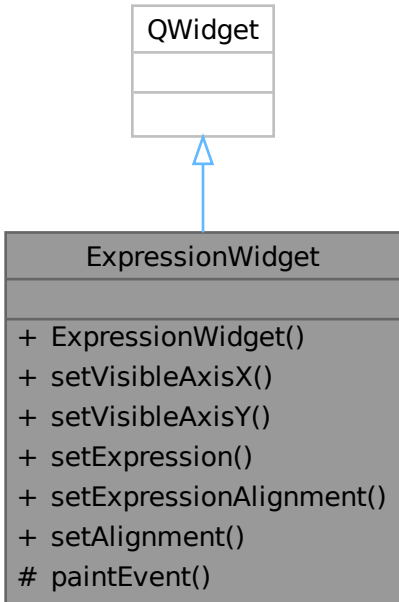 QWidget
ExpressionWidget
+ ExpressionWidget()
+ setVisibleAxisX()
+ setVisibleAxisY()
+ setExpression()
+ setExpressionAlignment()
+ setAlignment()
# paintEvent()